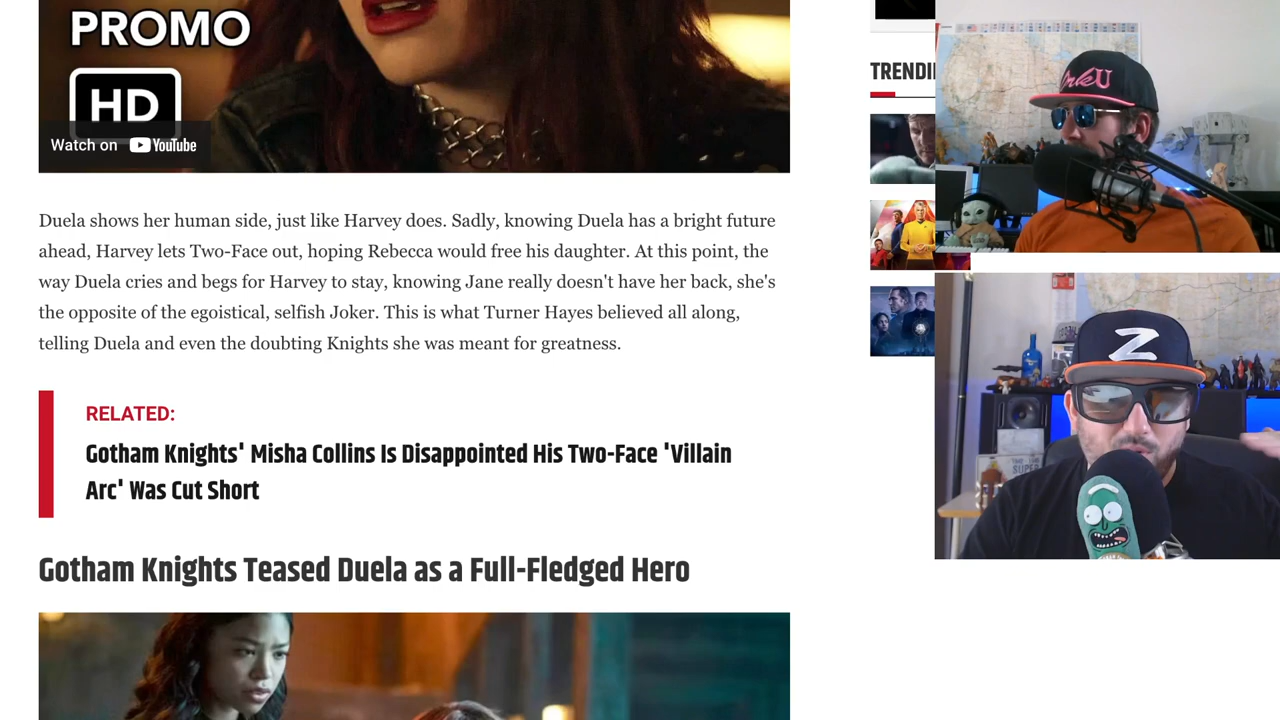 PROMO
HD
Watch on YouTube
TRENDI
OrkU
Duela shows her human side, just like Harvey does. Sadly, knowing Duela has a bright future
ahead, Harvey lets Two-Face out, hoping Rebecca would free his daughter. At this point, the
way Duela cries and begs for Harvey to stay, knowing Jane really doesn't have her back, she's
the opposite of the egoistical, selfish Joker. This is what Turner Hayes believed all along,
telling Duela and even the doubting Knights she was meant for greatness.
Z
RELATED:
Gotham Knights' Misha Collins Is Disappointed His Two-Face 'Villain
Arc' Was Cut Short
Gotham Knights Teased Duela as a Full-Fledged Hero